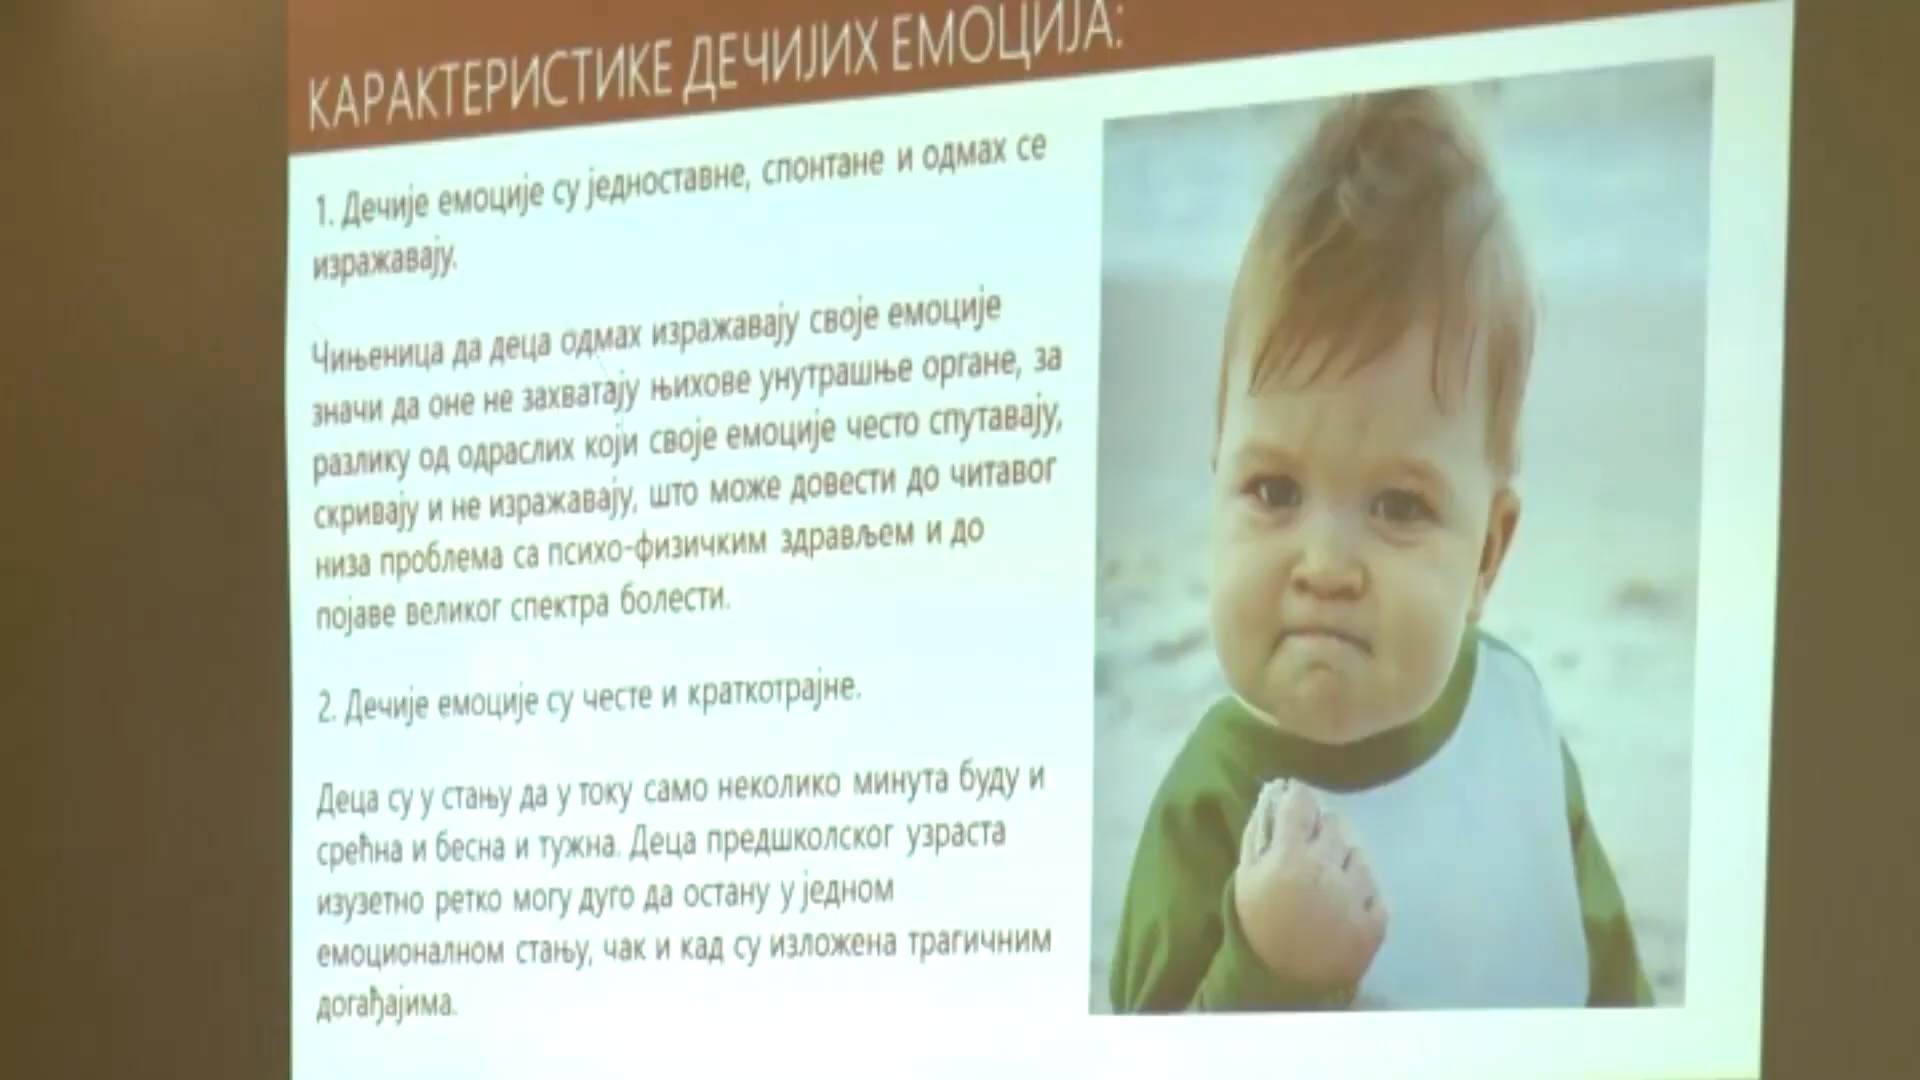 КАРАКТЕРИСТИКЕ ДЕЧИЈИХ ЕМОЦИЈА:
1. Дечије емоције су једноставне, спонтане и одмах се
изражавају.
Чињеница да деца одмах изражавају своје емоције
значи да оне не захватају њихове унутрашње органе, за
разлику од одраслих који своје емоције често спутавају,
скривају и не изражавају, што може довести до читавог
низа проблема са психо-физичким здрављем и до
појаве великог спектра болести.
2. Дечије емоције су честе и краткотрајне.
Деца су у стању да у току само неколико минута буду и
срећна и бесна и тужна. Деца предшколског узраста
изузетно ретко могу дуго да остану у једном
емоционалном стању, чак и кад су изложена трагичним
догађајима.